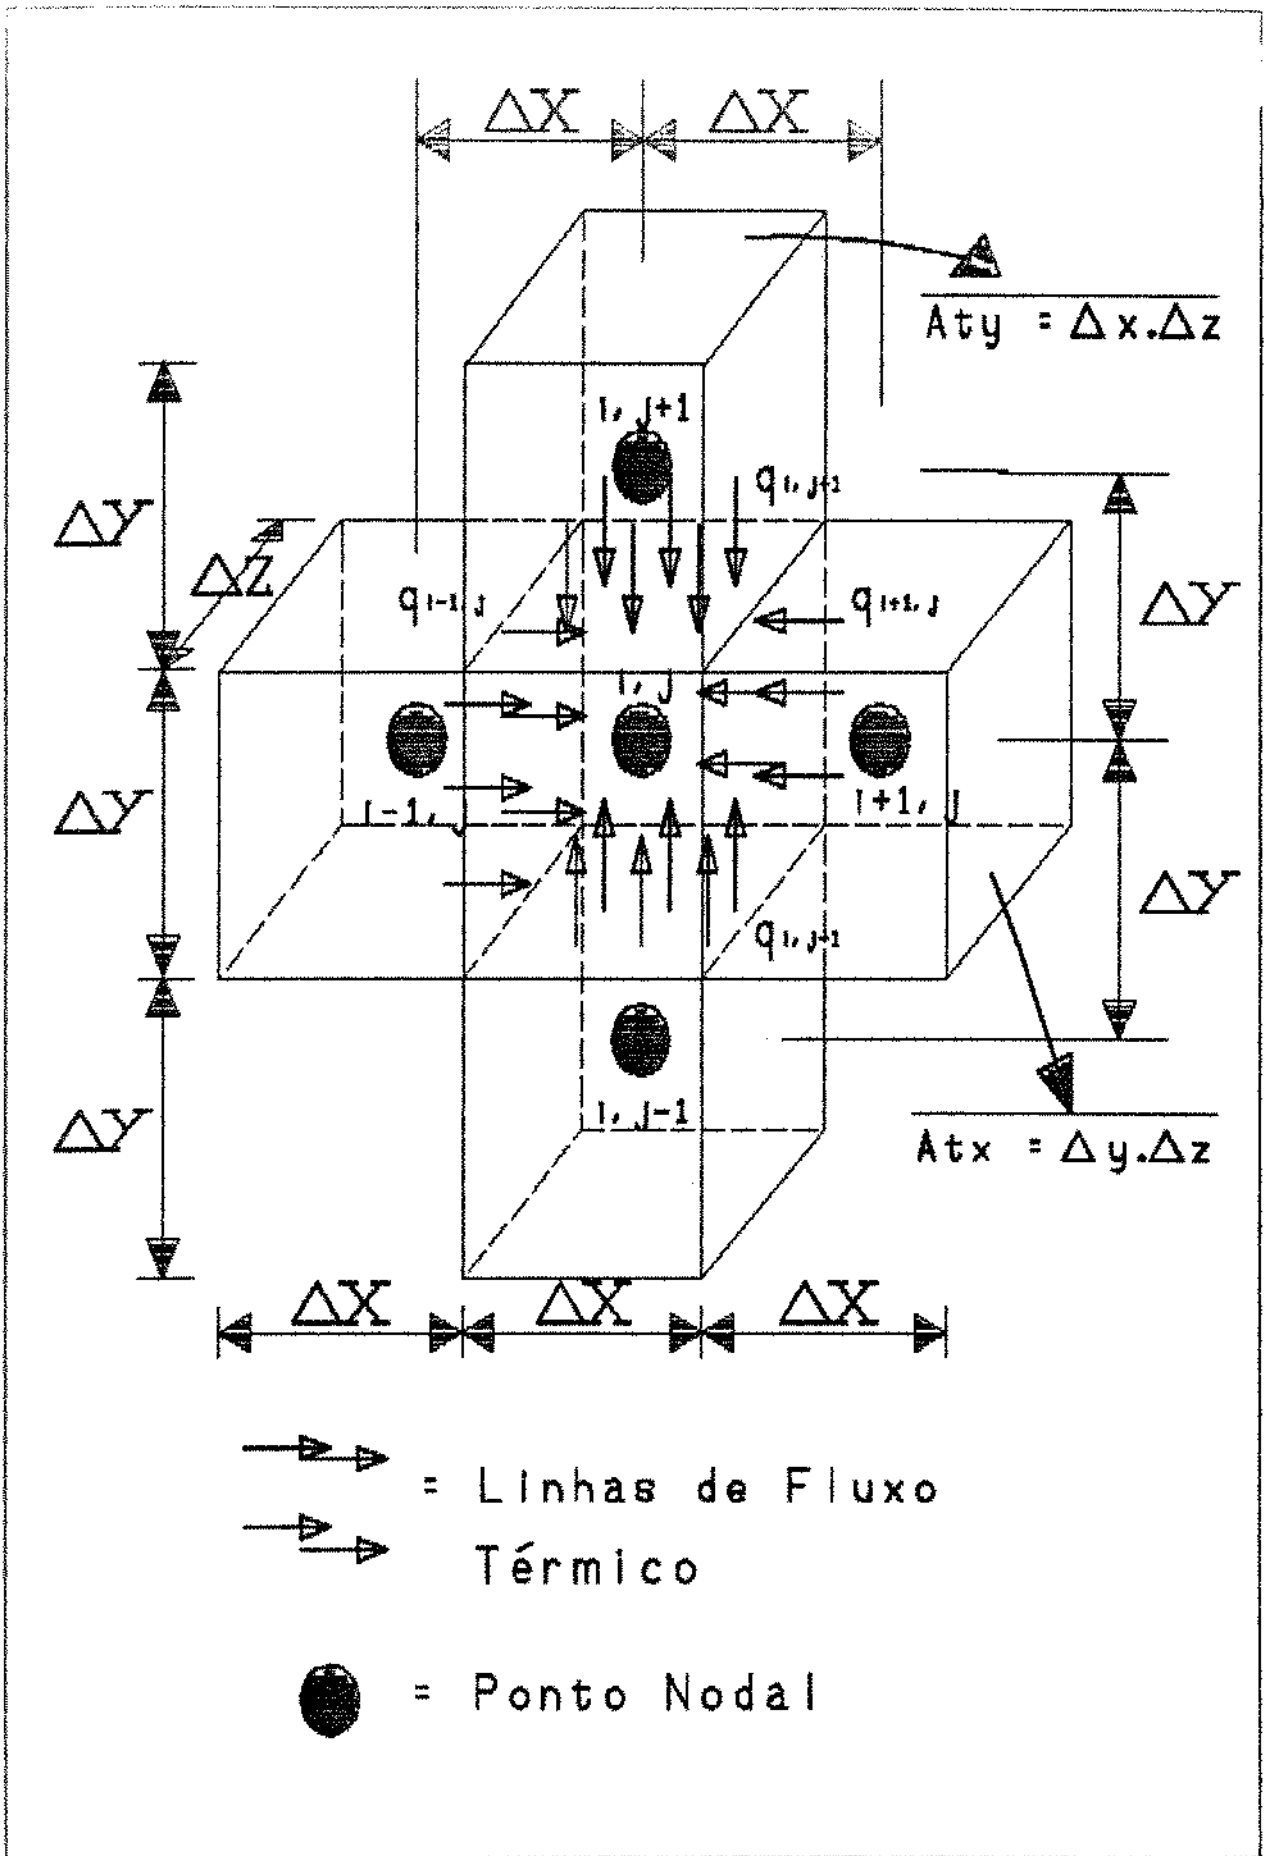 ΔX ΔX
Aty = Δx.Δz
i, j+1
q i, j+1
ΔY
ΔZ
ΔY
q i-1, j
q i+1, j
i, j
ΔY
i-1, j
i+1, j
ΔY
q i, j+1
i, j-1
ΔY
Atx = Δy.Δz
ΔX ΔX ΔX
= Linhas de Fluxo
Térmico
= Ponto Nodal